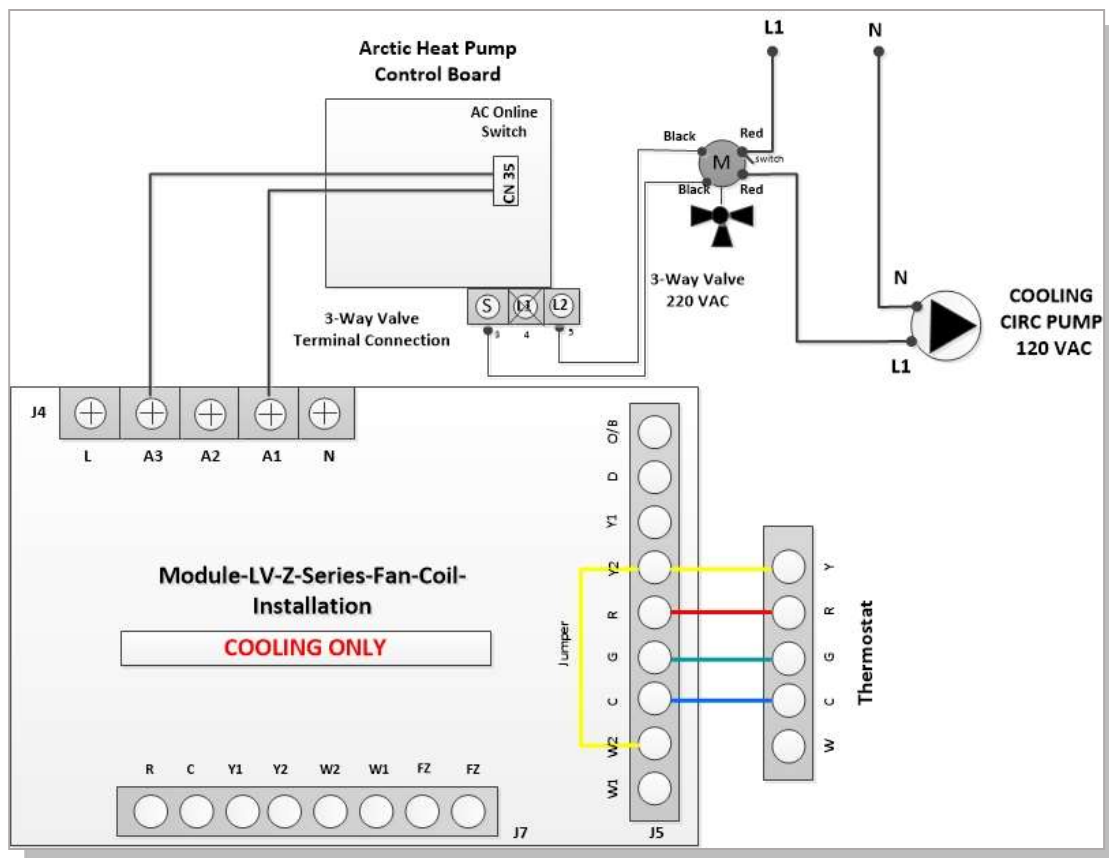 L1
N
Arctic Heat Pump
Control Board
AC Online
Switch
CN 35
Black
Red
M
switch
Black
Red
3-Way Valve
220 VAC
N
COOLING
CIRC PUMP
120 VAC
L1
S
L1
L2
3
4
5
3-Way Valve
Terminal Connection
J4
L
A3
A2
A1
N
O/B
D
Y1
Y2
R
G
C
W2
W1
J5
Jumper
Y
R
G
C
W
Thermostat
Module-LV-Z-Series-Fan-Coil-
Installation
COOLING ONLY
R
C
Y1
Y2
W2
W1
FZ
FZ
J7